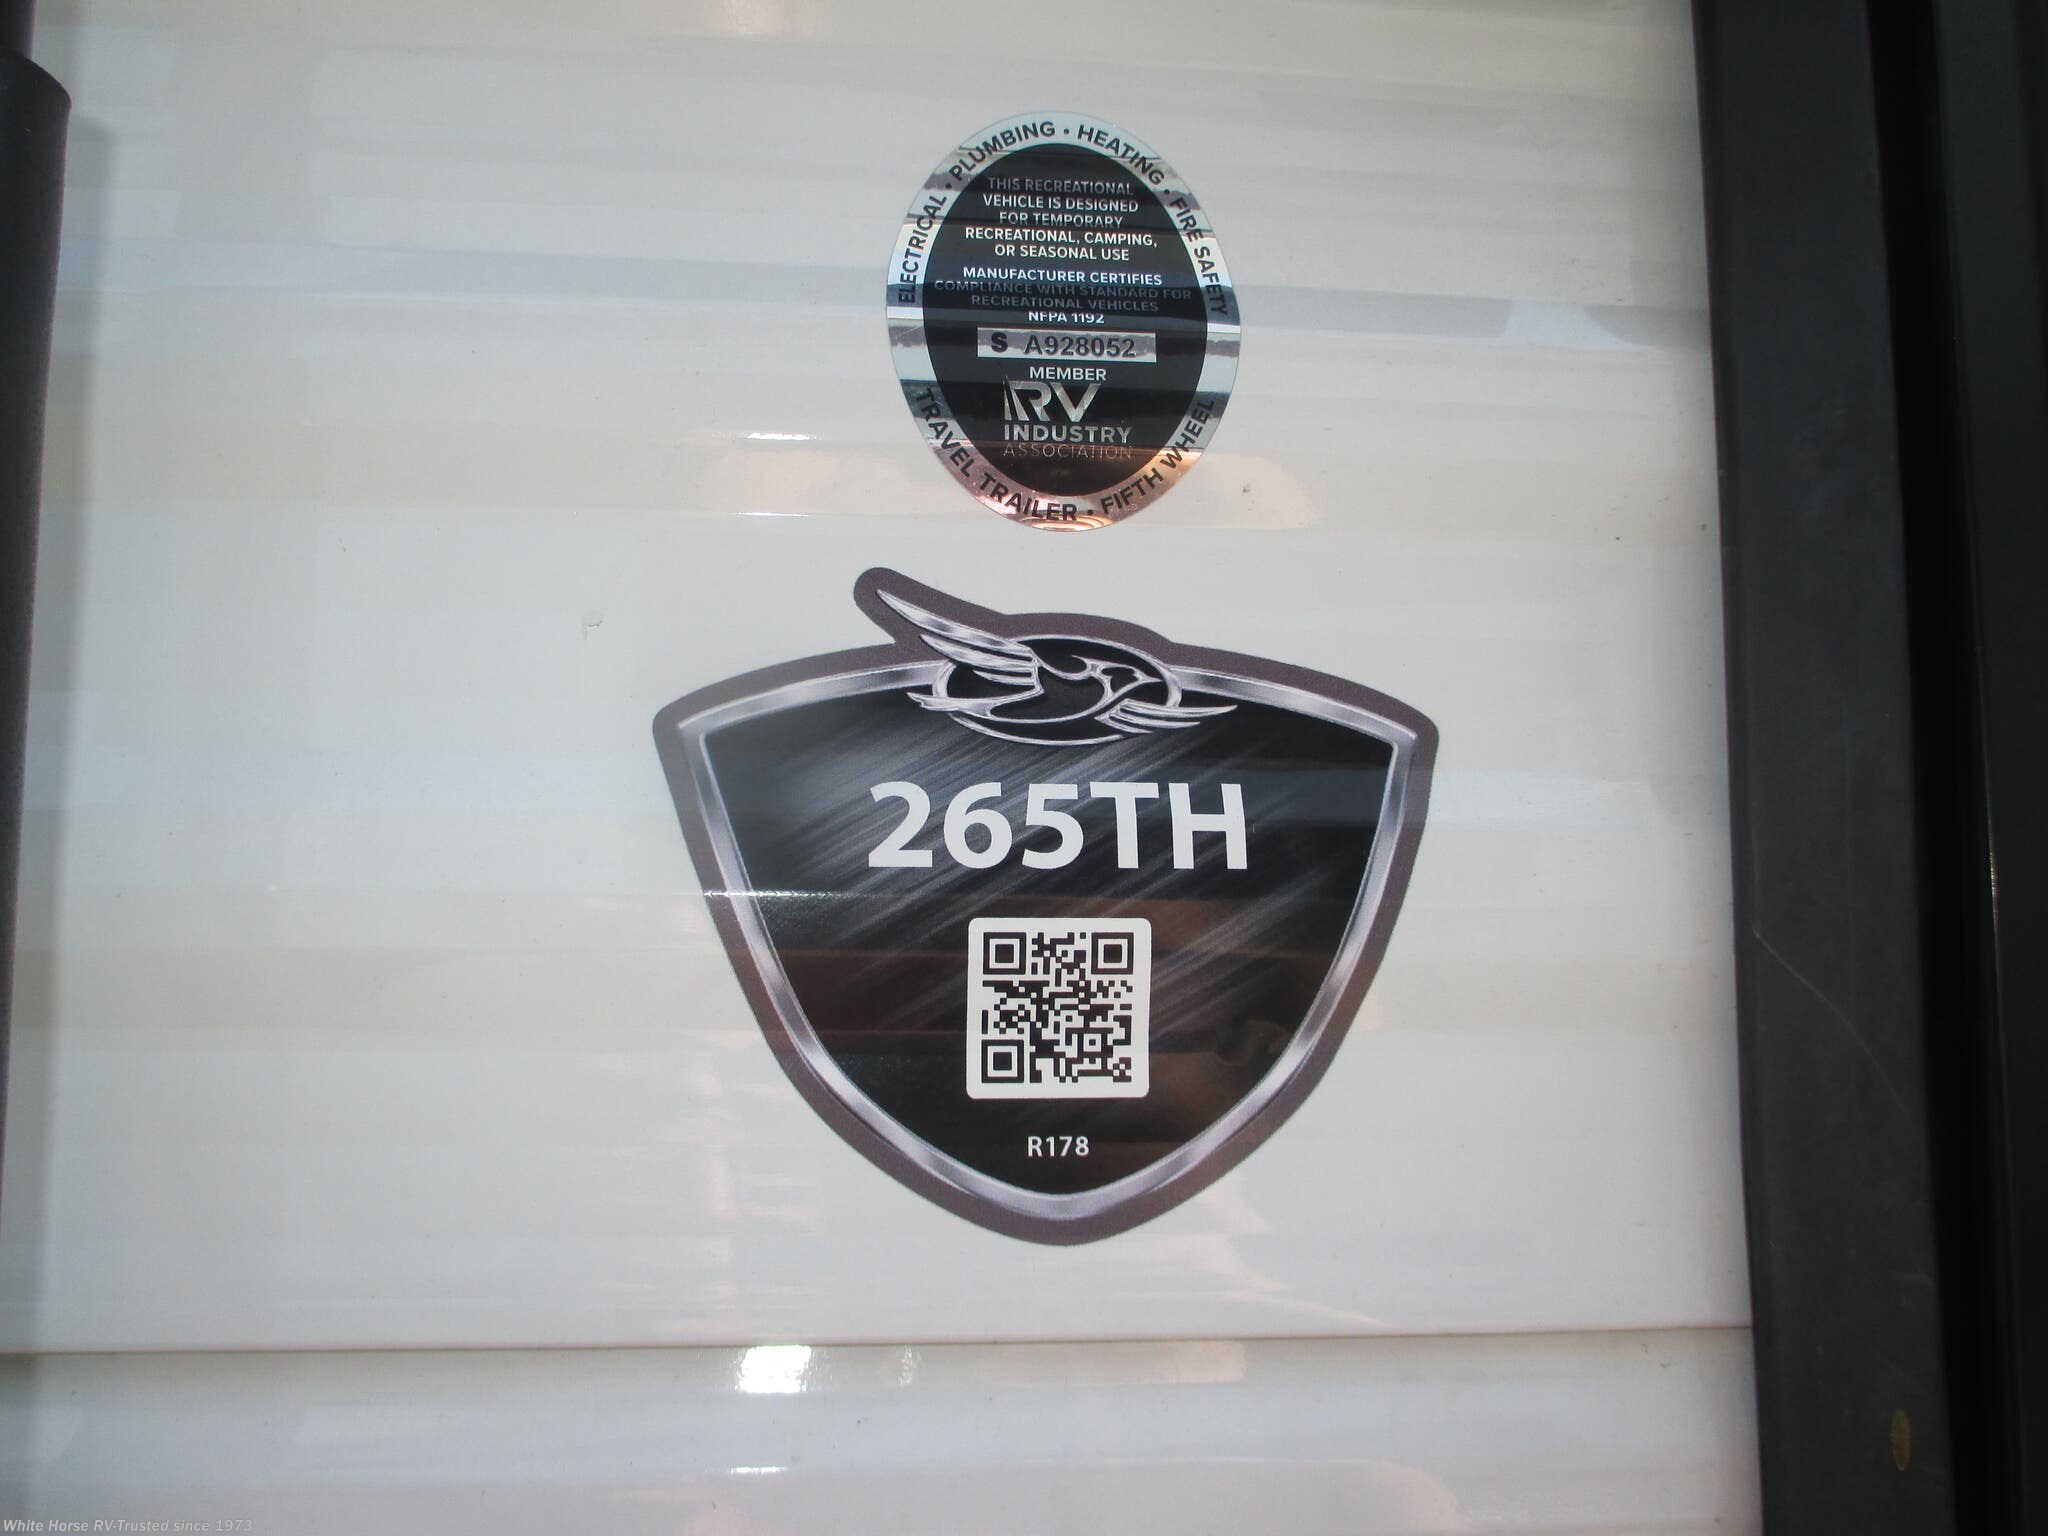 ELECTRICAL • PLUMBING • HEATING • FIRE SAFETY
THIS RECREATIONAL
VEHICLE IS DESIGNED
FOR TEMPORARY
RECREATIONAL, CAMPING,
OR SEASONAL USE
MANUFACTURER CERTIFIES
COMPLIANCE WITH STANDARD FOR
RECREATIONAL VEHICLES
NFPA 1192
S A928052
MEMBER
RV
INDUSTRY
ASSOCIATION
TRAVEL TRAILER • FIFTH WHEEL
265TH
R178
White Horse RV-Trusted since 1973